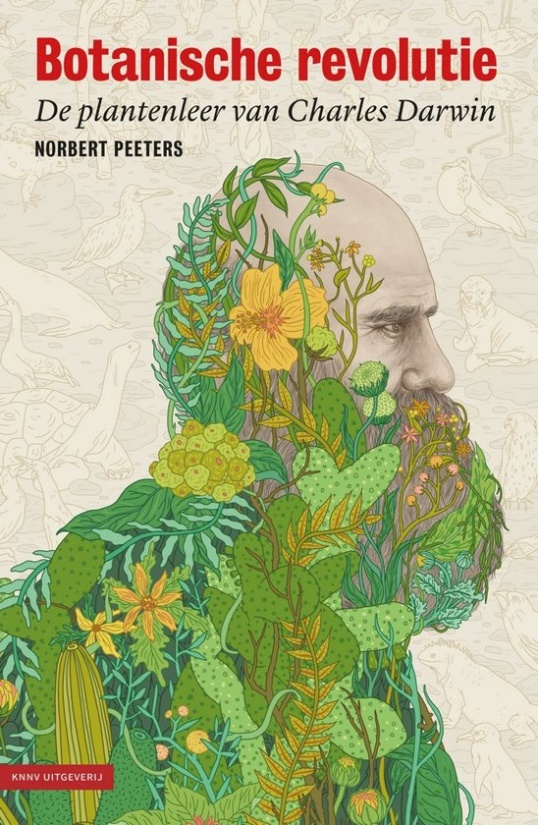 Botanische revolutie
De plantenleer van Charles Darwin
NORBERT PEETERS
KNNV UITGEVERIJ